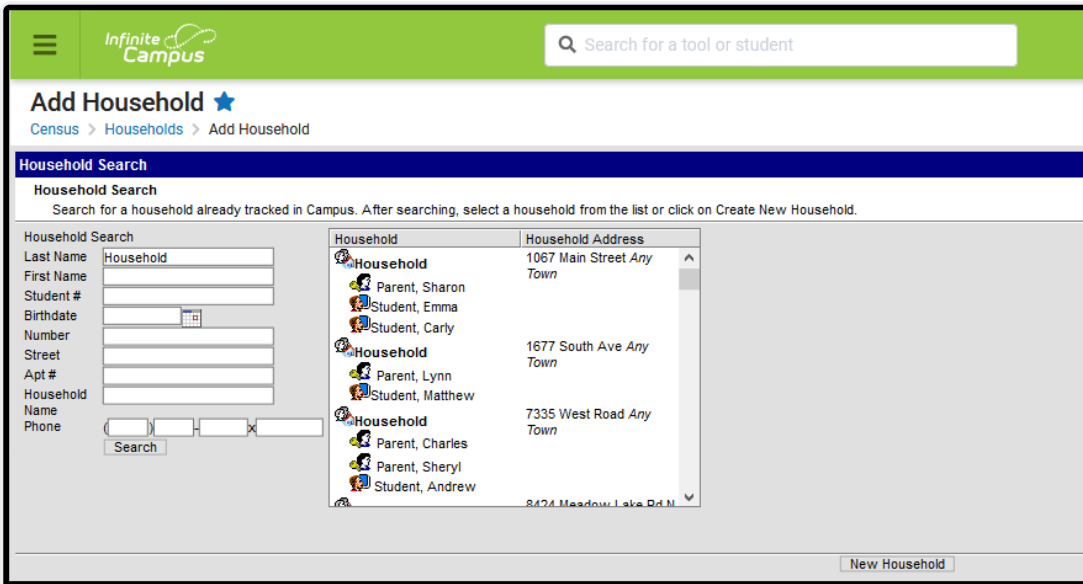 Infinite
Campus
Search for a tool or student
Add Household
Census > Households > Add Household
Household Search
Household Search
Search for a household already tracked in Campus. After searching, select a household from the list or click on Create New Household.
Household Search
Last Name Household
First Name
Student #
Birthdate
Number
Street
Apt #
Household
Name
Phone ( ) - x
Search
Household Household Address
Household 1067 Main Street Any
Town
Parent, Sharon
Student, Emma
Student, Carly
Household 1677 South Ave Any
Town
Parent, Lynn
Student, Matthew
Household 7335 West Road Any
Town
Parent, Charles
Parent, Sheryl
Student, Andrew
8424 Meadow Lake Rd N
New Household